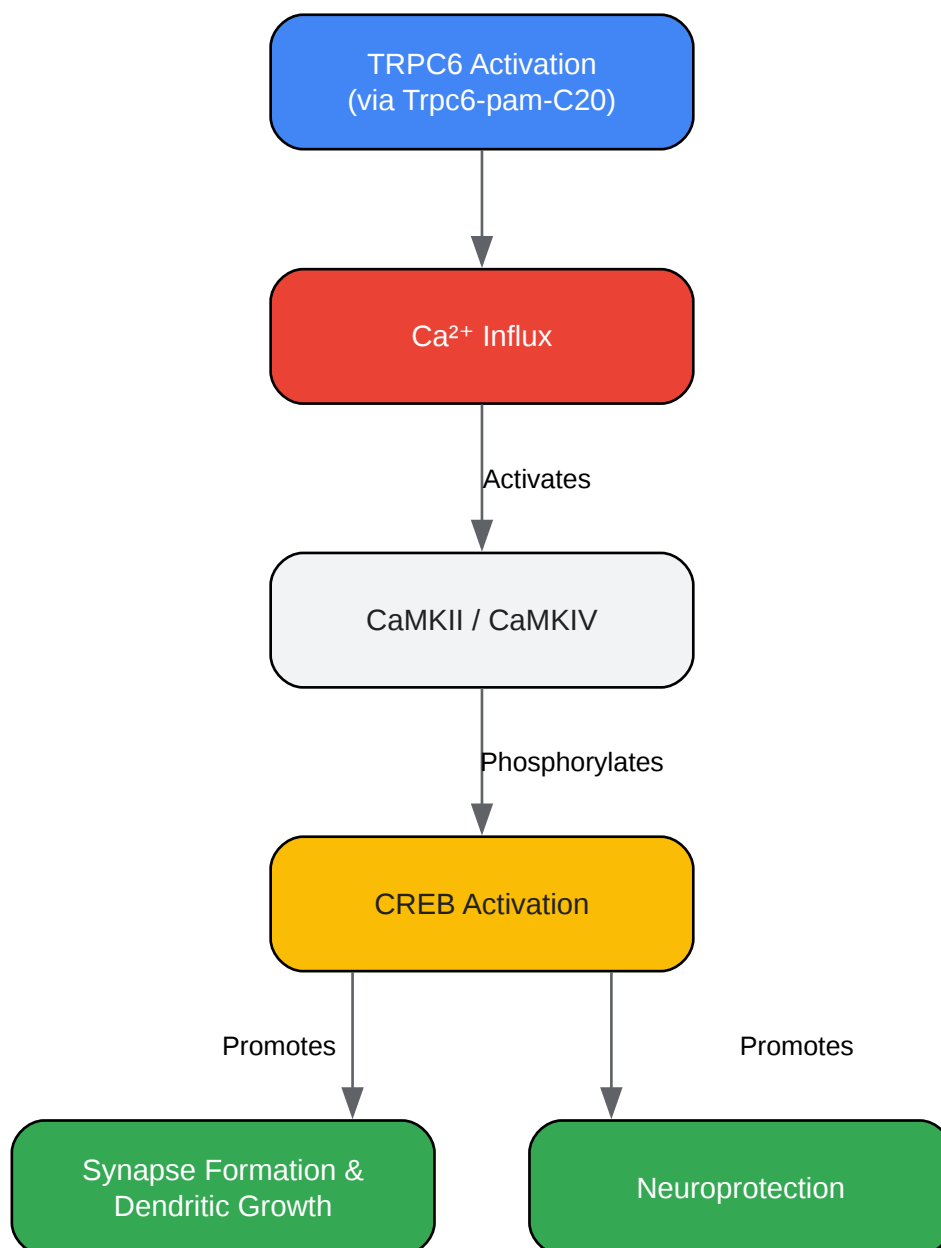 TRPC6 Activation
(via Trpc6-pam-C20)
Ca²⁺ Influx
Activates
CaMKII / CaMKIV
Phosphorylates
CREB Activation
Promotes
Promotes
Synapse Formation &
Dendritic Growth
Neuroprotection